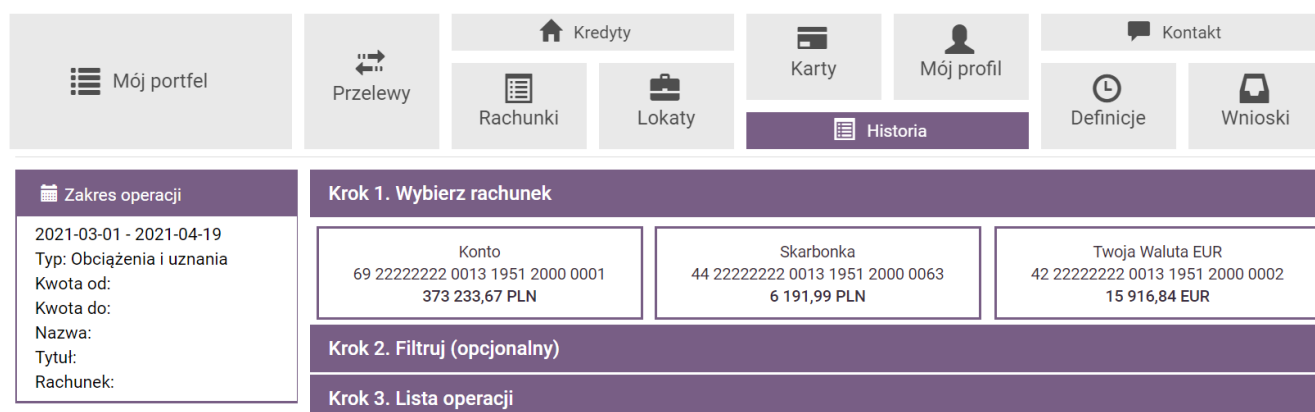 Mój portfel
Przelewy
Kredyty
Rachunki
Lokaty
Karty
Mój profil
Historia
Kontakt
Definicje
Wnioski
Zakres operacji
2021-03-01 - 2021-04-19
Typ: Obciążenia i uznania
Kwota od:
Kwota do:
Nazwa:
Tytuł:
Rachunek:
Krok 1. Wybierz rachunek
Konto
69 22222222 0013 1951 2000 0001
373 233,67 PLN
Skarbonka
44 22222222 0013 1951 2000 0063
6 191,99 PLN
Twoja Waluta EUR
42 22222222 0013 1951 2000 0002
15 916,84 EUR
Krok 2. Filtruj (opcjonalny)
Krok 3. Lista operacji